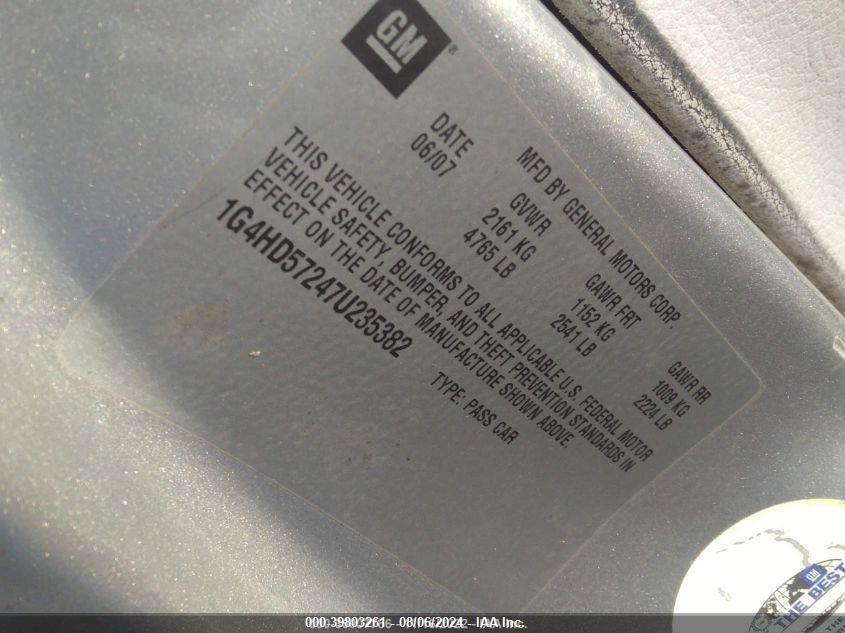 GM
®
MFD BY GENERAL MOTORS CORP.
DATE GVWR GAWR FRT GAWR RR
06/07 2161 KG 1152 KG 1009 KG
4765 LB 2541 LB 2224 LB
THIS VEHICLE CONFORMS TO ALL APPLICABLE U.S. FEDERAL MOTOR
VEHICLE SAFETY, BUMPER, AND THEFT PREVENTION STANDARDS IN
EFFECT ON THE DATE OF MANUFACTURE SHOWN ABOVE.
1G4HD57247U235382 TYPE: PASS CAR
GM
THE BEST
000-39803261 - 08/06/2024 - IAA Inc.